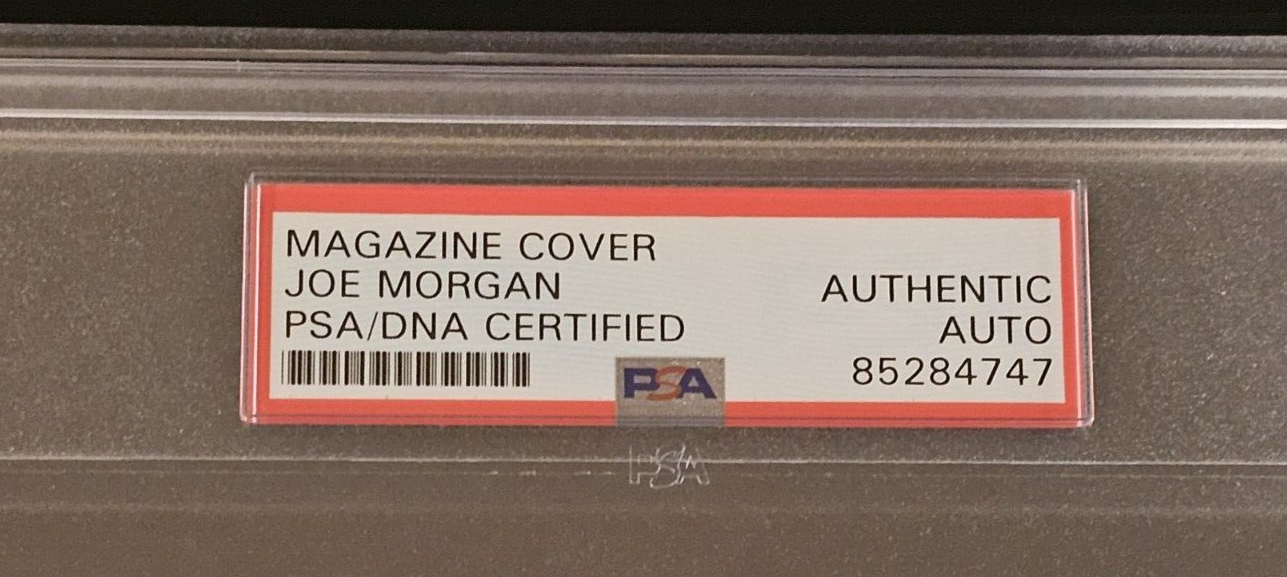 MAGAZINE COVER
JOE MORGAN
PSA/DNA CERTIFIED
AUTHENTIC
AUTO
85284747
PSA
PSA